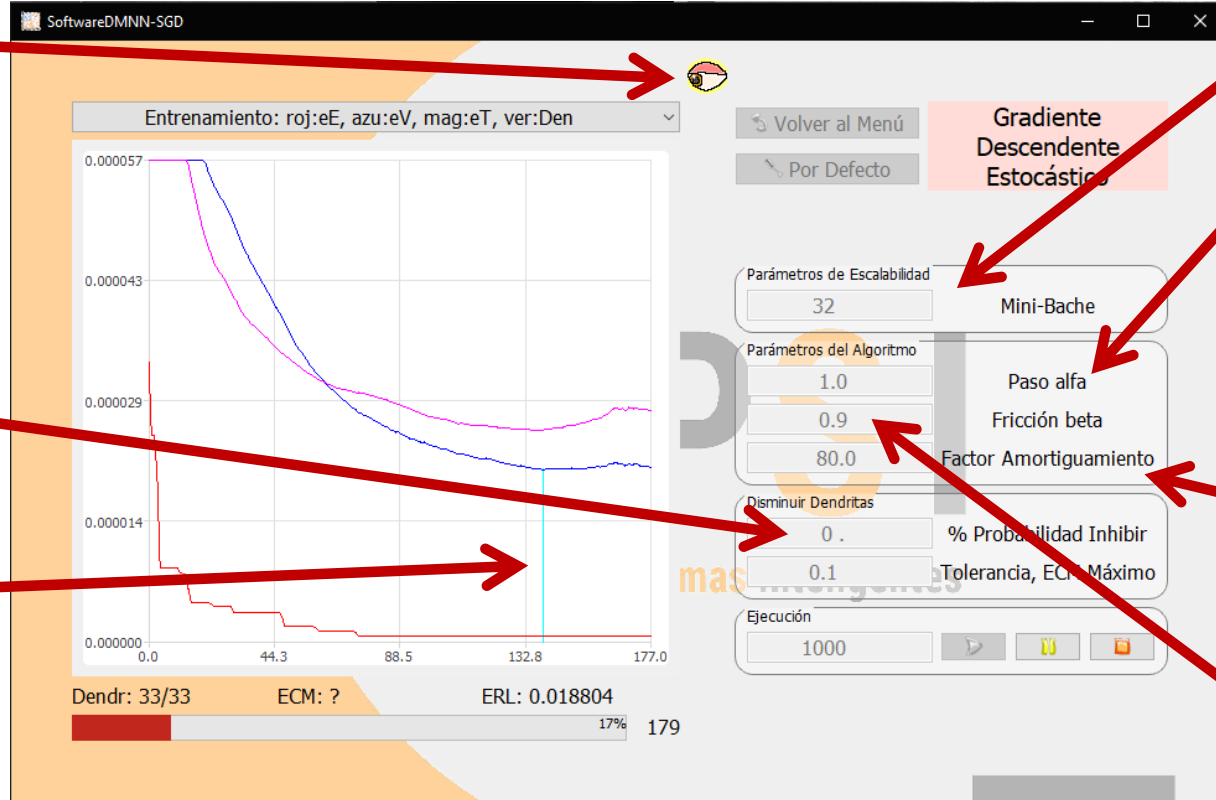 SoftwareDMNN-SGD
Entrenamiento: roj:eE, azu:eV, mag:eT, ver:Den
Volver al Menú
Por Defecto
Gradiente
Descendente
Estocástico
0.000057
0.000043
0.000029
0.000014
0.000000
0.0
44.3
88.5
132.8
177.0
Parámetros de Escalabilidad
32 Mini-Bache
Parámetros del Algoritmo
1.0 Paso alfa
0.9 Fricción beta
80.0 Factor Amortiguamiento
Disminuir Dendritas
0 . % Probabilidad Inhibir
0.1 Tolerancia, ECM Máximo
Ejecución
1000
Dendr: 33/33 ECM: ? ERL: 0.018804
17% 179